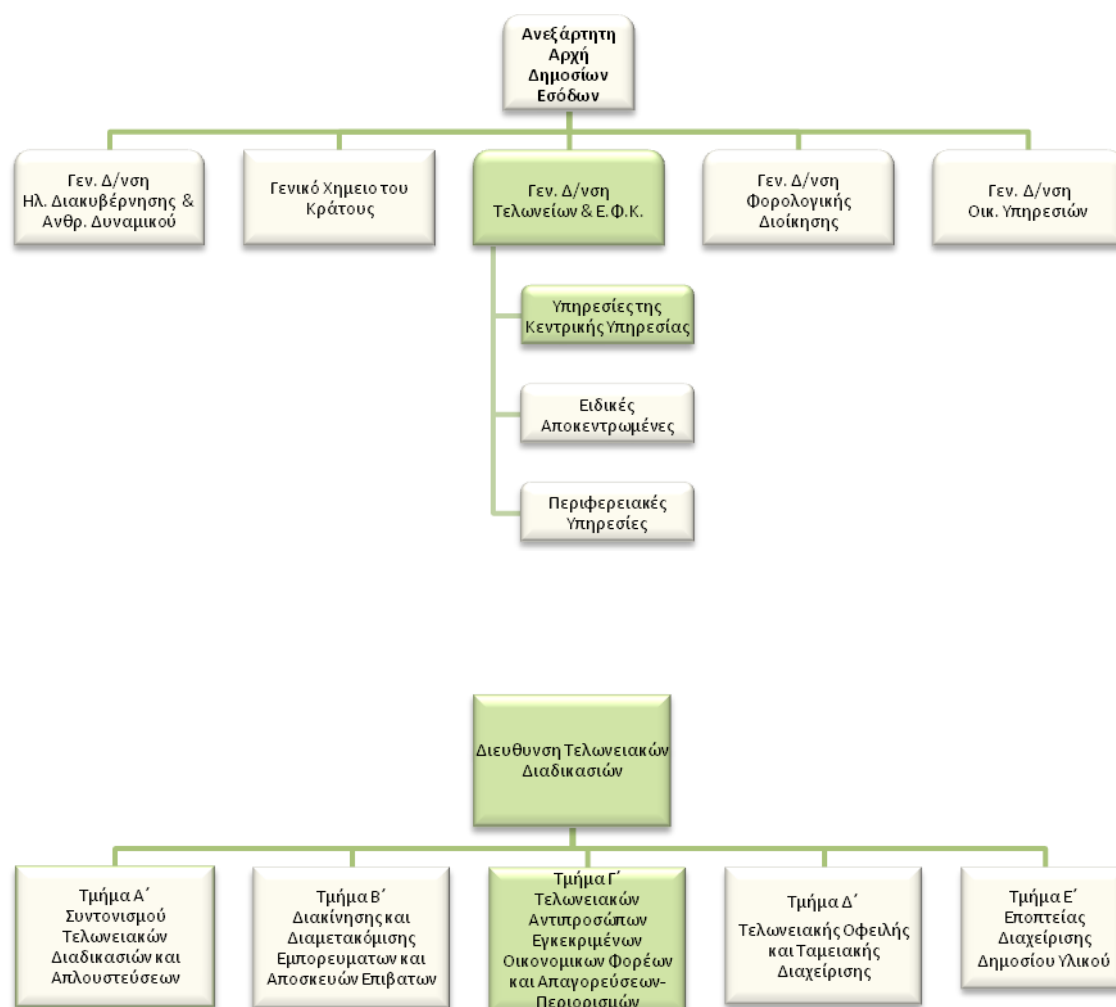 Ανεξάρτητη
Αρχή
Δημοσίων
Εσόδων
Γεν. Δ/νση
Ηλ. Διακυβέρνησης &
Ανθρ. Δυναμικού
Γενικό Χημειο του
Κράτους
Γεν. Δ/νση
Τελωνείων & Ε.Φ.Κ.
Γεν. Δ/νση
Φορολογικής
Διοίκησης
Γεν. Δ/νση
Οικ. Υπηρεσιών
Υπηρεσίες της
Κεντρικής Υπηρεσίας
Ειδικές
Αποκεντρωμένες
Περιφερειακές
Υπηρεσίες
Διευθυνση Τελωνειακών
Διαδικασιών
Τμήμα Α΄
Συντονισμού
Τελωνειακών
Διαδικασιών και
Απλουστεύσεων
Τμήμα Β΄
Διακίνησης και
Διαμετακόμισης
Εμπορευματων και
Αποσκευών Επιβατων
Τμήμα Γ΄
Τελωνειακών
Αντιπροσώπων
Εγκεκριμένων
Οικονομικων Φορέων
και Απαγορεύσεων-
Περιορισμών
Τμήμα Δ΄
Τελωνειακής Οφειλής
και Ταμειακής
Διαχείρισης
Τμήμα Ε΄
Εποπτείας
Διαχείρισης
Δημοσίου Υλικού